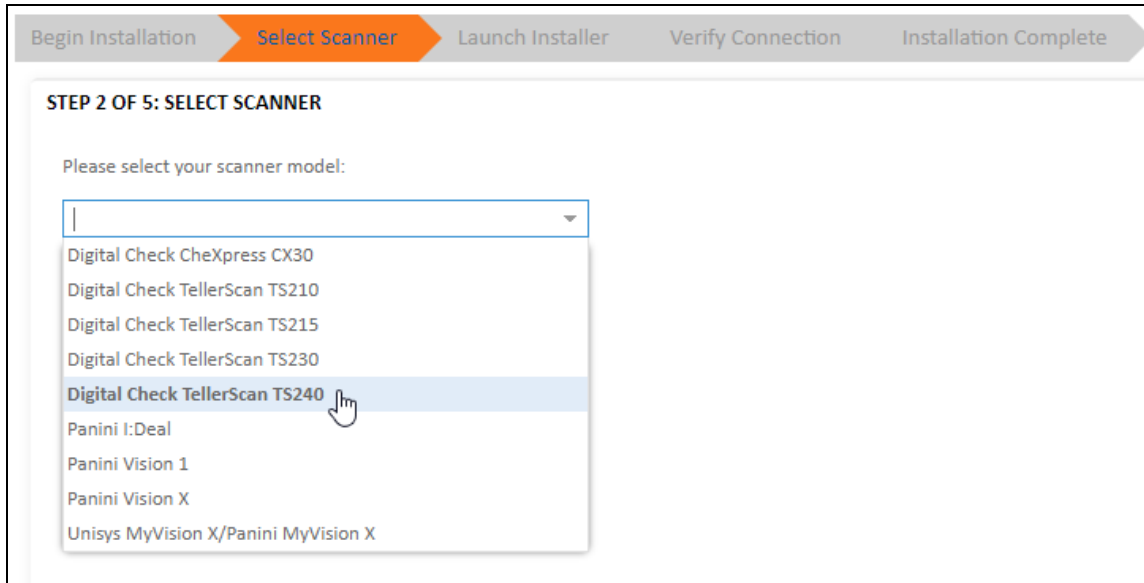 Begin Installation Select Scanner Launch Installer Verify Connection Installation Complete
STEP 2 OF 5: SELECT SCANNER
Please select your scanner model:
Digital Check CheXpress CX30
Digital Check TellerScan TS210
Digital Check TellerScan TS215
Digital Check TellerScan TS230
Digital Check TellerScan TS240
Panini I:Deal
Panini Vision 1
Panini Vision X
Unisys MyVision X/Panini MyVision X